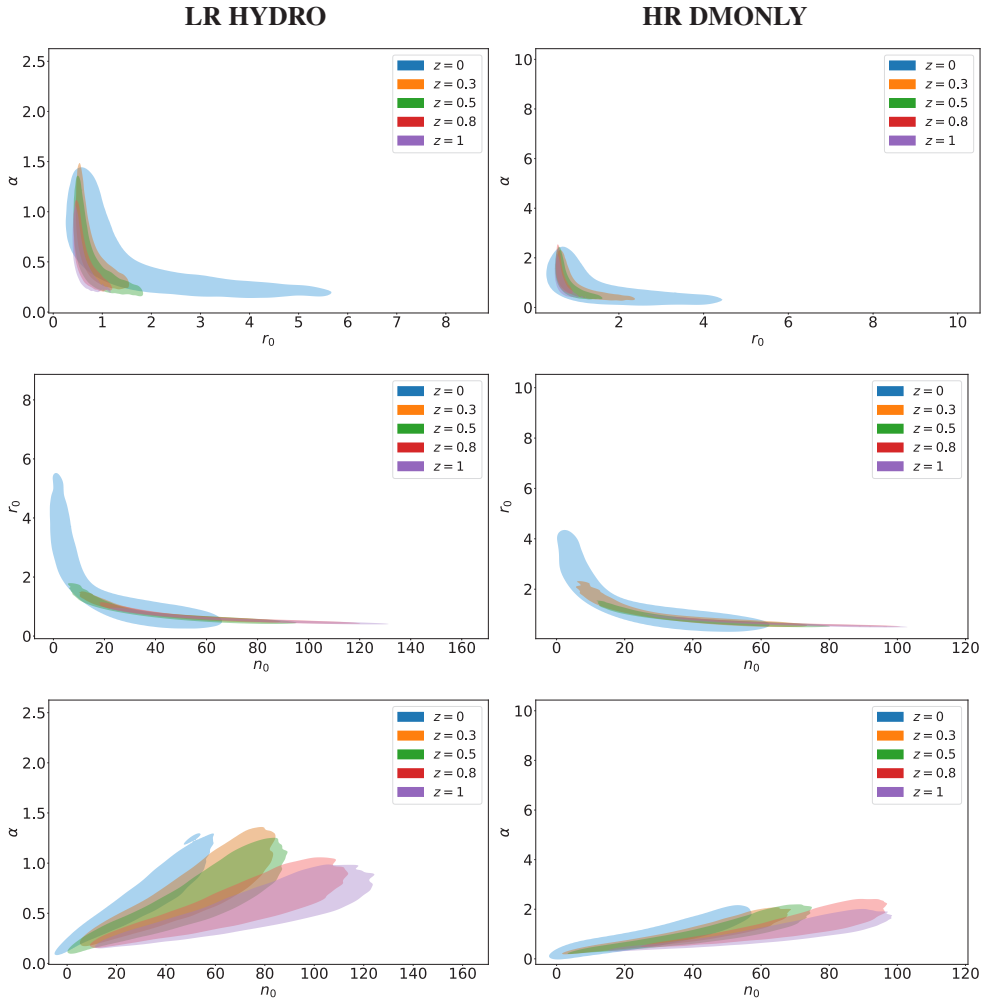 LR HYDRO HR DMONLY
2.5
2.0
1.5
1.0
0.5
0.0
α
0 1 2 3 4 5 6 7 8
r₀
z = 0
z = 0.3
z = 0.5
z = 0.8
z = 1
10
8
6
4
2
0
α
2 4 6 8 10
r₀
z = 0
z = 0.3
z = 0.5
z = 0.8
z = 1
8
6
4
2
0
r₀
0 20 40 60 80 100 120 140 160
n₀
z = 0
z = 0.3
z = 0.5
z = 0.8
z = 1
10
8
6
4
2
r₀
0 20 40 60 80 100 120
n₀
z = 0
z = 0.3
z = 0.5
z = 0.8
z = 1
2.5
2.0
1.5
1.0
0.5
0.0
α
0 20 40 60 80 100 120 140 160
n₀
z = 0
z = 0.3
z = 0.5
z = 0.8
z = 1
10
8
6
4
2
0
α
0 20 40 60 80 100 120
n₀
z = 0
z = 0.3
z = 0.5
z = 0.8
z = 1